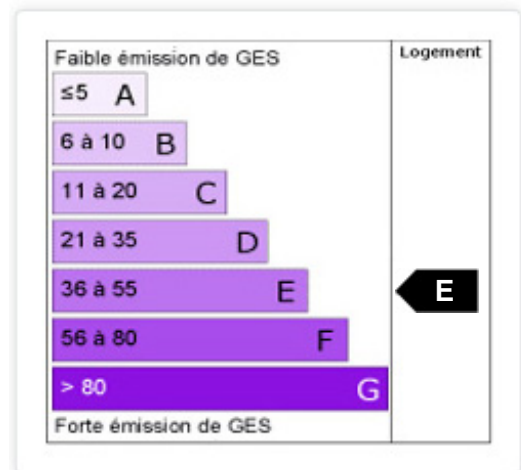 Faible émission de GES
Logement
≤5 A
6 à 10 B
11 à 20 C
21 à 35 D
36 à 55 E
E
56 à 80 F
> 80 G
Forte émission de GES